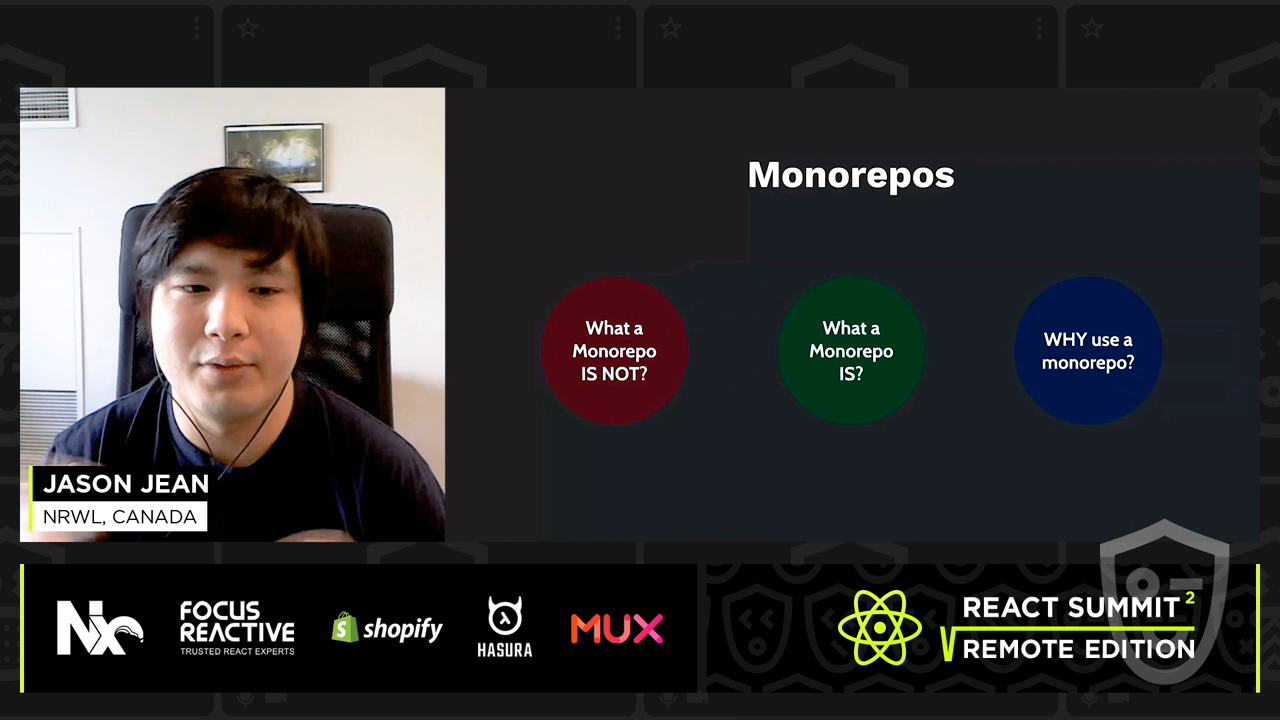 Monorepos
What a
Monorepo
IS NOT?
What a
Monorepo
IS?
WHY use a
monorepo?
JASON JEAN
NRWL, CANADA
Nx
FOCUS
REACTIVE
TRUSTED REACT EXPERTS
shopify
HASURA
MUX
REACT SUMMIT 2
REMOTE EDITION